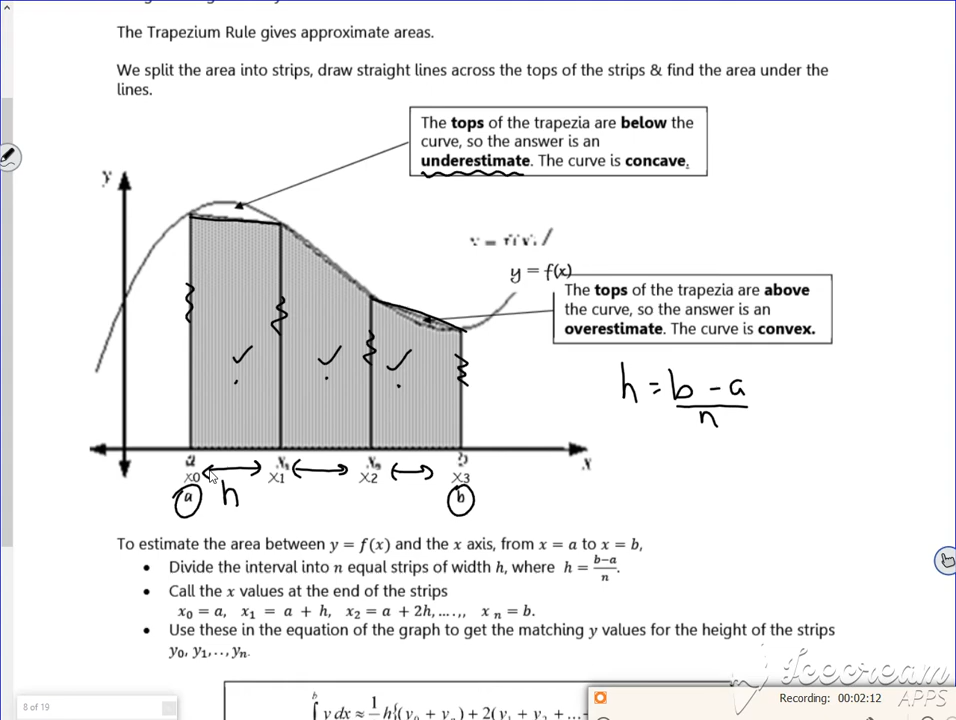 The Trapezium Rule gives approximate areas.
We split the area into strips, draw straight lines across the tops of the strips & find the area under the
lines.
The tops of the trapezia are below the
curve, so the answer is an
underestimate. The curve is concave.
y
y = f(x)
The tops of the trapezia are above
the curve, so the answer is an
overestimate. The curve is convex.
h = b - a
n
a x₁ x₂ b
X0 X1 X2 X3 x
a h b
To estimate the area between y = f(x) and the x axis, from x = a to x = b,
• Divide the interval into n equal strips of width h, where h = b−a/n.
• Call the x values at the end of the strips
x₀ = a, x₁ = a + h, x₂ = a + 2h, ....,, x ₙ = b.
• Use these in the equation of the graph to get the matching y values for the height of the strips
y₀, y₁,..., yₙ.
8 of 19
Icecream
APPS
Recording: 00:02:12